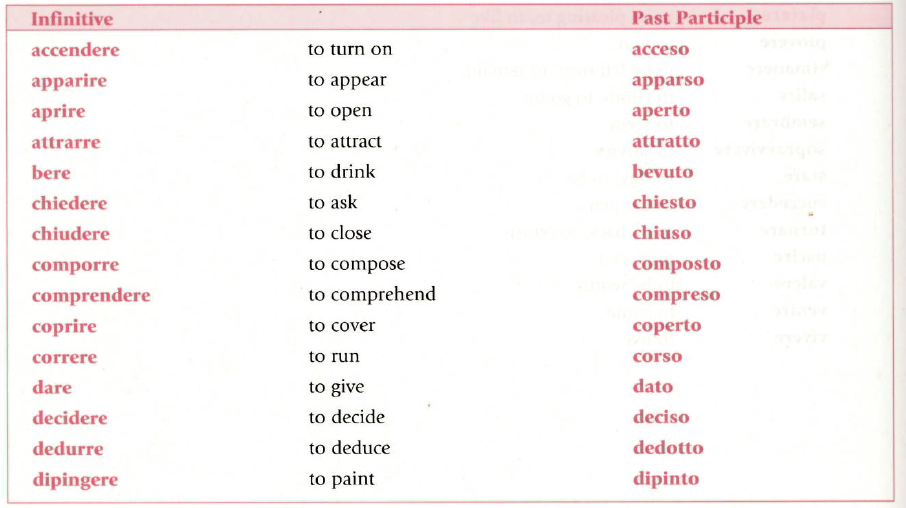 Infinitive Past Participle
accendere to turn on acceso
apparire to appear apparso
aprire to open aperto
attrarre to attract attratto
bere to drink bevuto
chiedere to ask chiesto
chiudere to close chiuso
comporre to compose composto
comprendere to comprehend compreso
coprire to cover coperto
correre to run corso
dare to give dato
decidere to decide deciso
dedurre to deduce dedotto
dipingere to paint dipinto